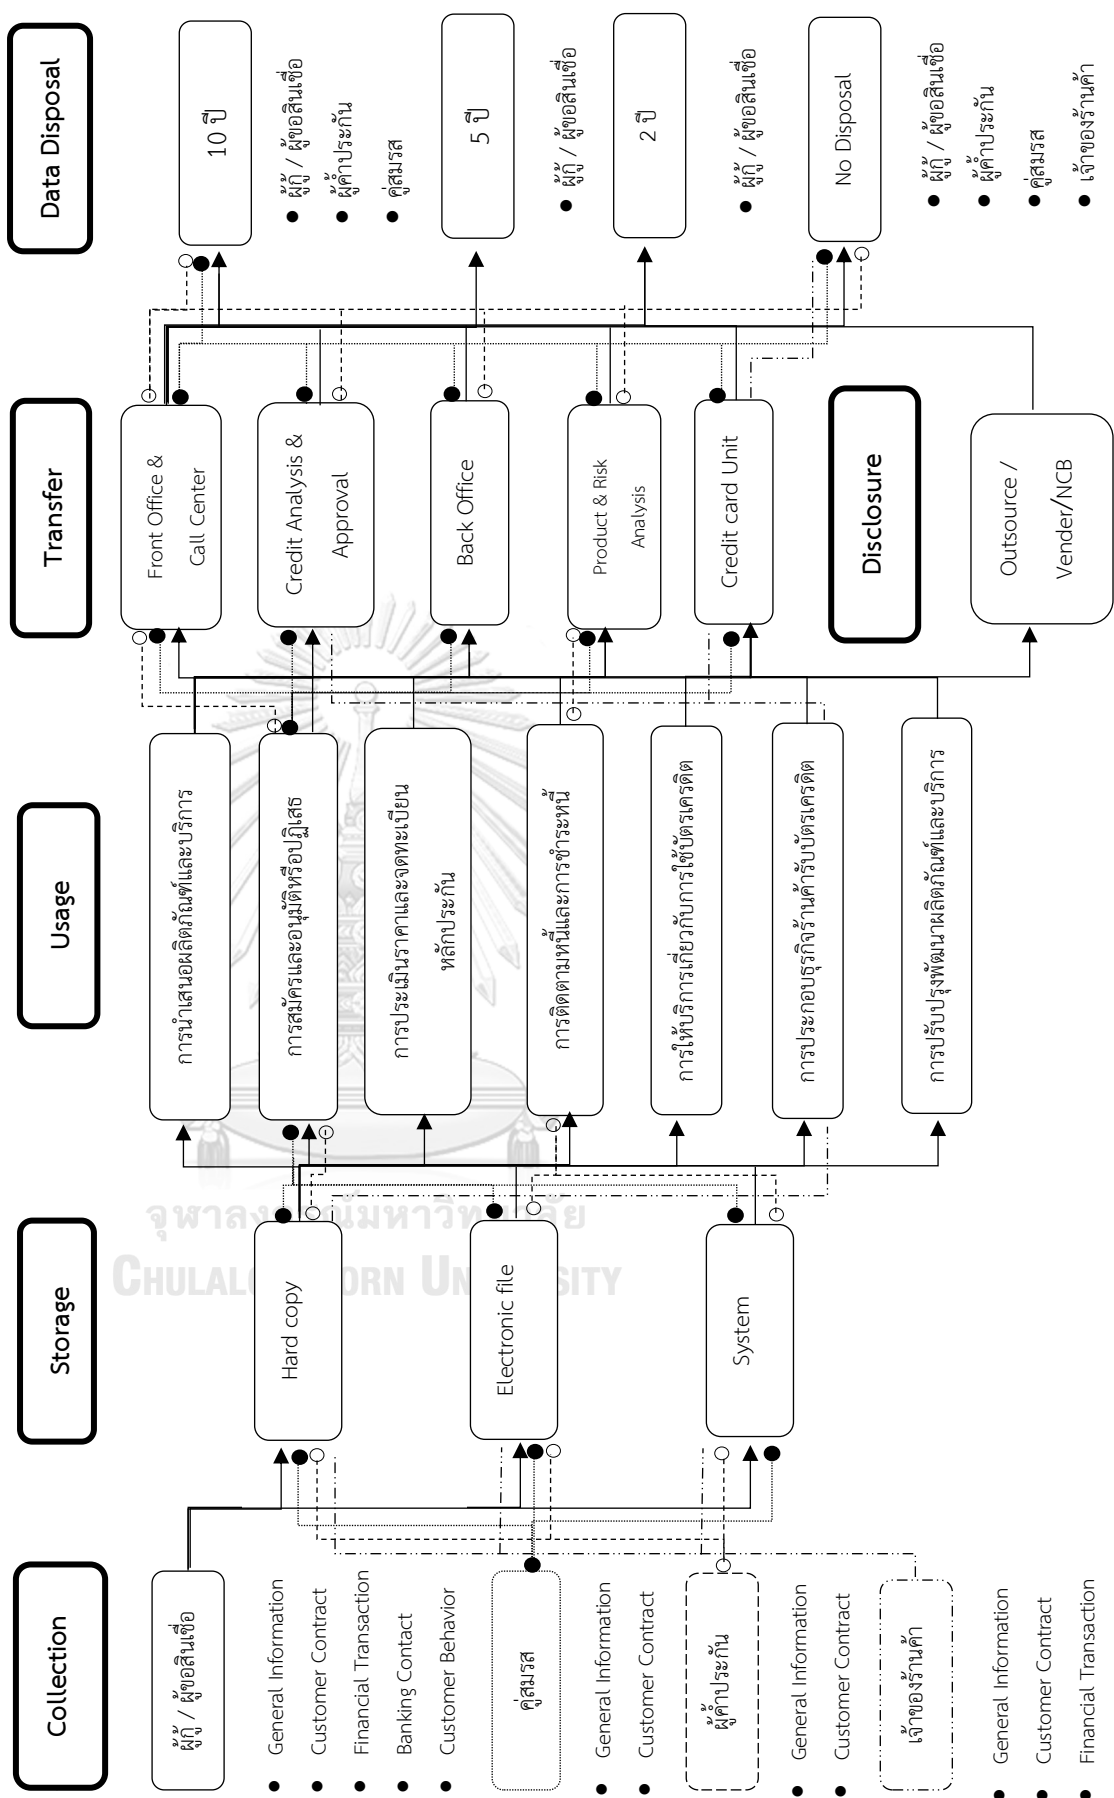 Collection
Storage
Usage
Transfer
Data Disposal
ผู้กู้ / ผู้ขอสินเชื่อ
General Information
Customer Contract
Financial Transaction
Banking Contact
Customer Behavior
คู่สมรส
General Information
Customer Contract
ผู้ค้ำประกัน
General Information
Customer Contract
เจ้าของร้านค้า
General Information
Customer Contract
Financial Transaction
Hard copy
Electronic file
System
การนำเสนอผลิตภัณฑ์และบริการ
การสมัครและอนุมัติหรือปฏิเสธ
การประเมินราคาและจดทะเบียน
หลักประกัน
การติดตามหนี้และการชำระหนี้
การให้บริการเกี่ยวกับการใช้บัตรเครดิต
การประกอบธุรกิจร้านค้ารับบัตรเครดิต
การปรับปรุงพัฒนาผลิตภัณฑ์และบริการ
Front Office &
Call Center
Credit Analysis &
Approval
Back Office
Product & Risk
Analysis
Credit card Unit
Disclosure
Outsource /
Vender/NCB
10 ปี
ผู้กู้ / ผู้ขอสินเชื่อ
ผู้ค้ำประกัน
คู่สมรส
5 ปี
ผู้กู้ / ผู้ขอสินเชื่อ
2 ปี
ผู้กู้ / ผู้ขอสินเชื่อ
No Disposal
ผู้กู้ / ผู้ขอสินเชื่อ
ผู้ค้ำประกัน
คู่สมรส
เจ้าของร้านค้า